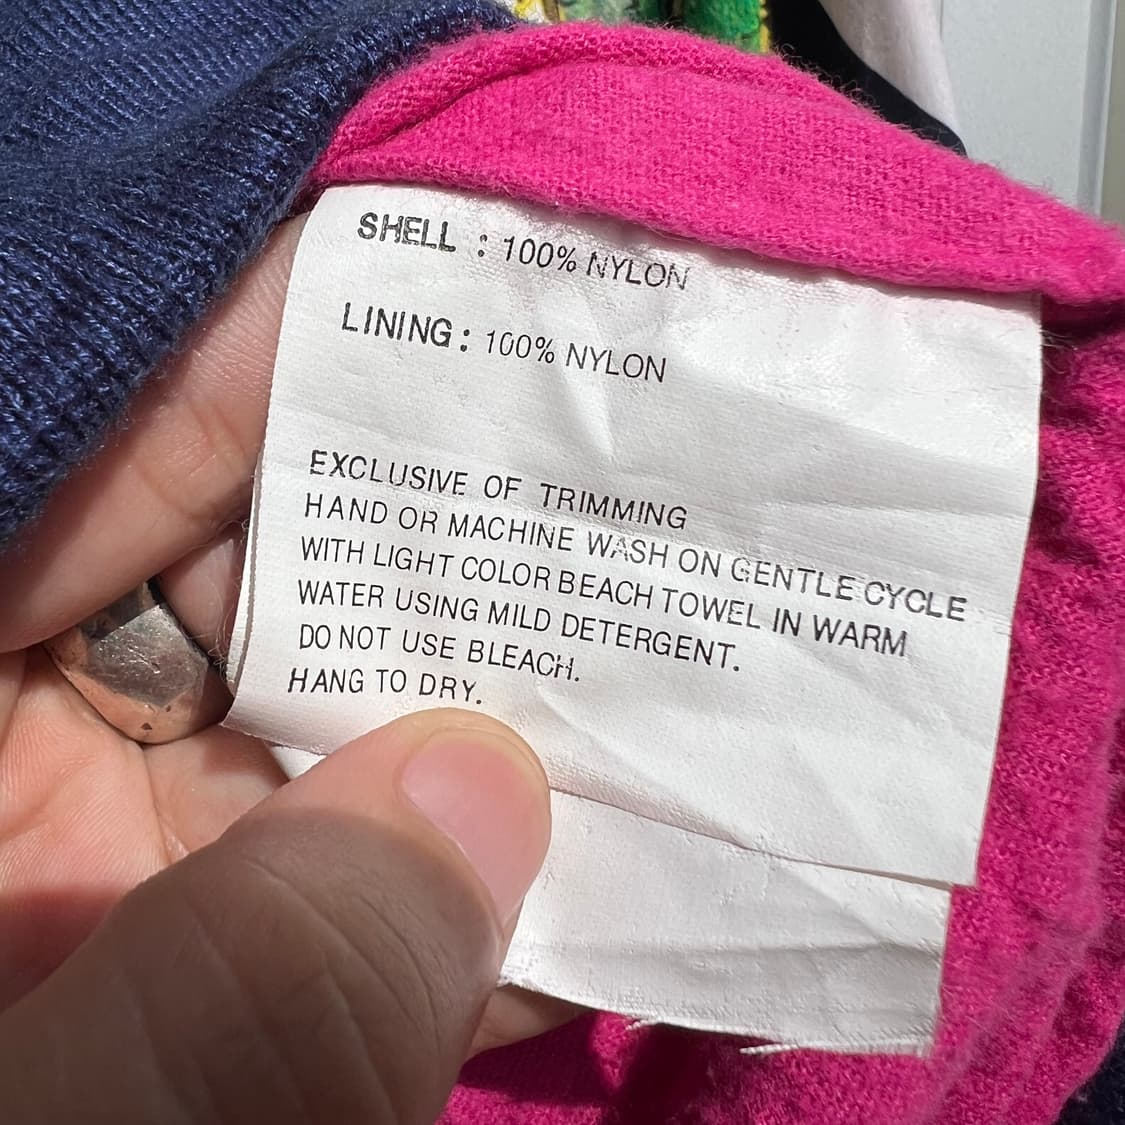 SHELL : 100% NYLON
LINING: 100% NYLON
EXCLUSIVE OF TRIMMING
HAND OR MACHINE WASH ON GENTLE CYCLE
WITH LIGHT COLOR BEACH TOWEL IN WARM
WATER USING MILD DETERGENT.
DO NOT USE BLEACH.
HANG TO DRY.